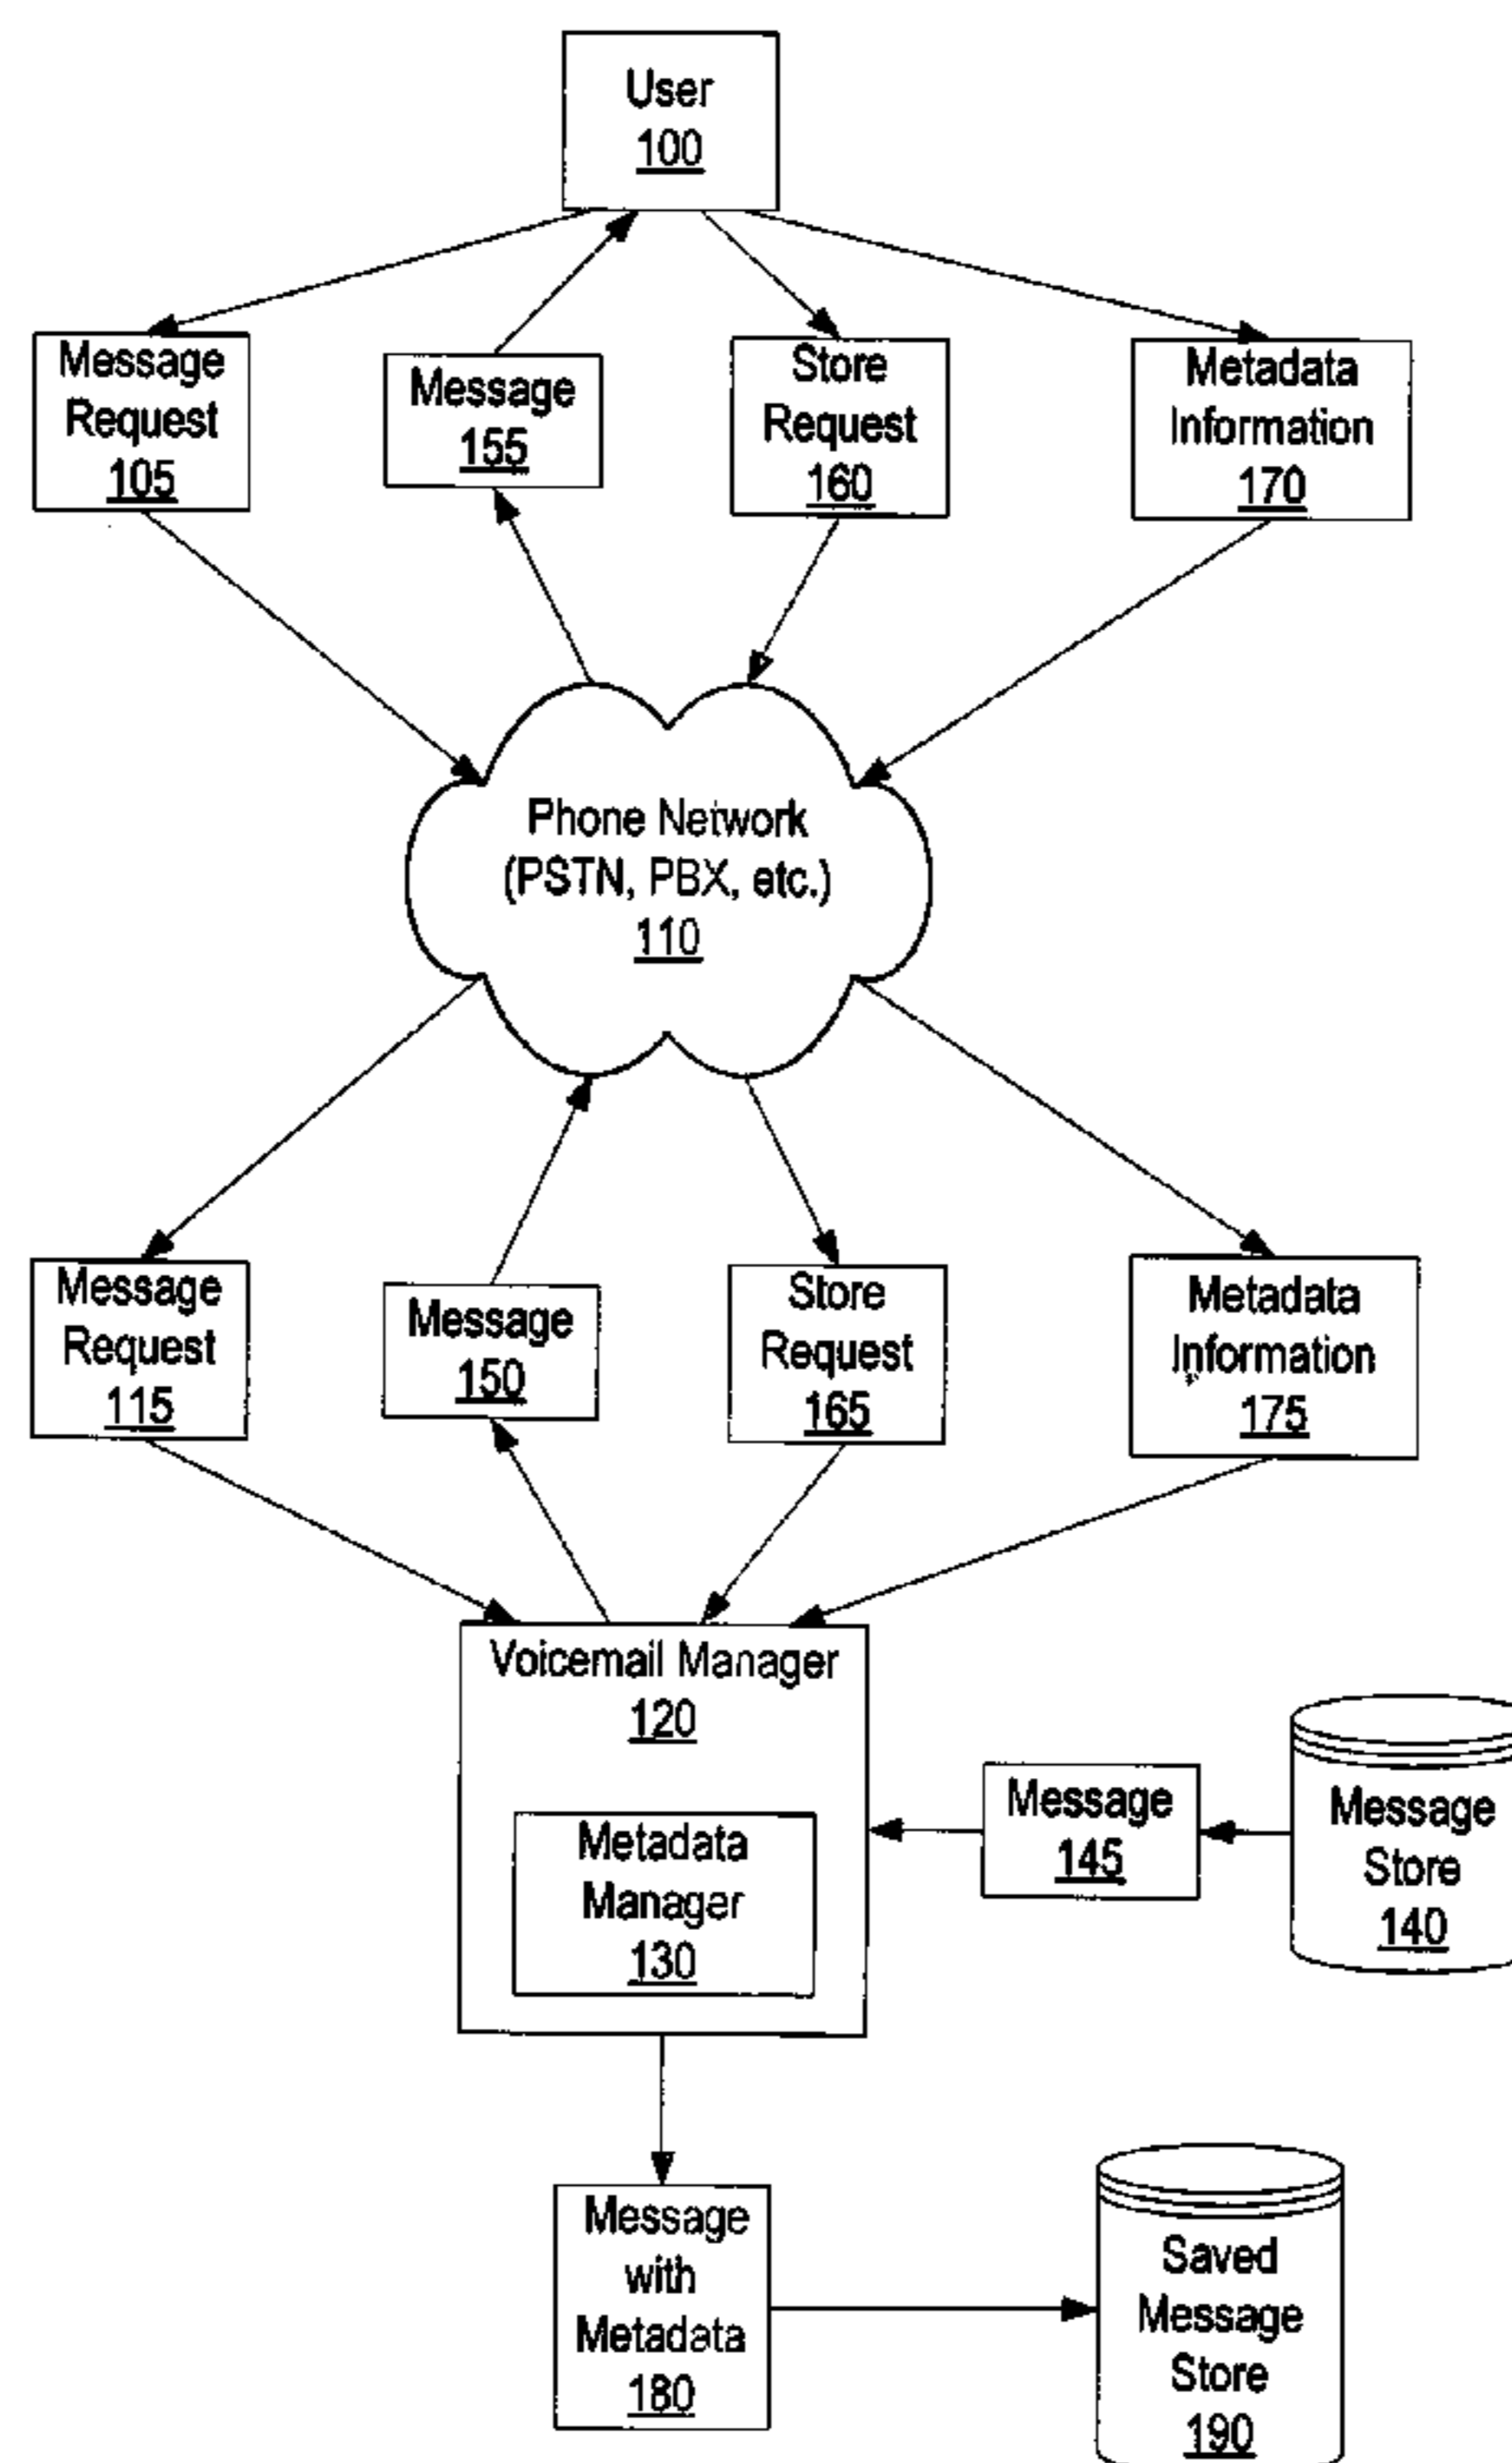 User
100
Message
Request
105
Message
155
Store
Request
160
Metadata
Information
170
Phone Network
(PSTN, PBX, etc.)
110
Message
Request
115
Message
150
Store
Request
165
Metadata
Information
175
Voicemail Manager
120
Metadata
Manager
130
Message
145
Message
Store
140
Message
with
Metadata
180
Saved
Message
Store
190